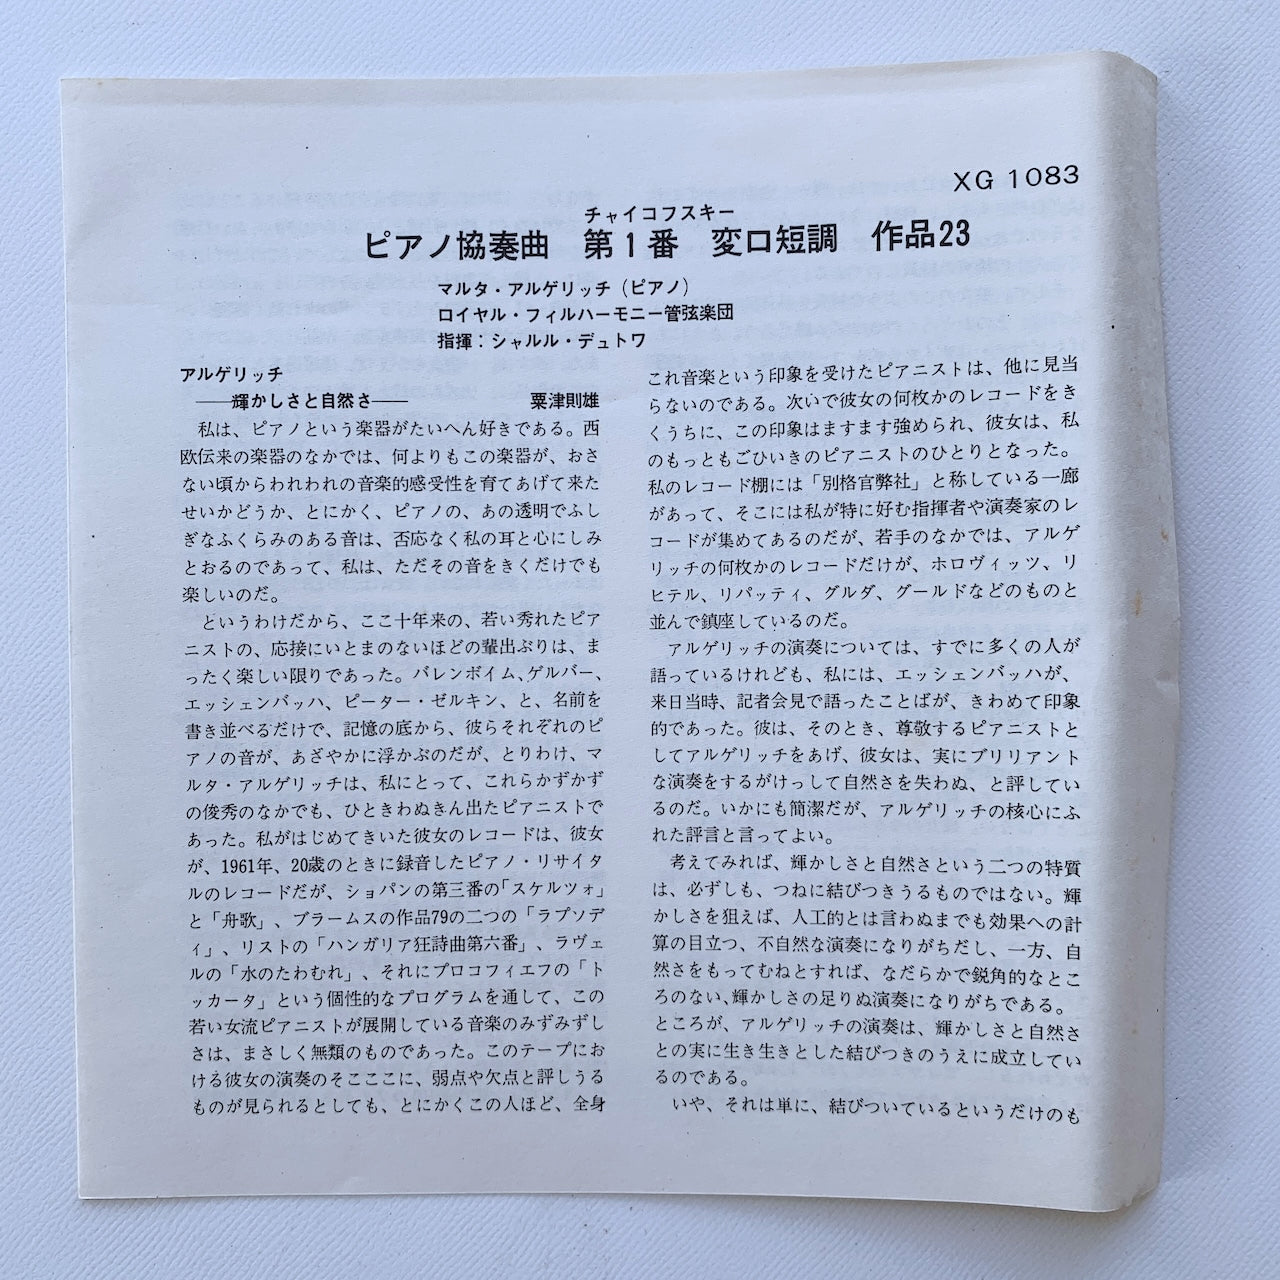 XG 1083
チャイコフスキー
ピアノ協奏曲　第1番　変ロ短調　作品23
マルタ・アルゲリッチ（ピアノ）
ロイヤル・フィルハーモニー管弦楽団
指揮：シャルル・デュトワ
アルゲリッチ
――輝かしさと自然さ――　粟津則雄
私は、ピアノという楽器がたいへん好きである。西
欧伝来の楽器のなかでは、何よりもこの楽器が、おさ
ない頃からわれわれの音楽的感受性を育てあげて来た
せいかどうか、とにかく、ピアノの、あの透明でふし
ぎなふくらみのある音は、否応なく私の耳と心にしみ
とおるのであって、私は、ただその音をきくだけでも
楽しいのだ。
というわけだから、ここ十年来の、若い秀れたピア
ニストの、応接にいとまのないほどの輩出ぶりは、ま
ったく楽しい限りであった。バレンボイム、ゲルバー、
エッシェンバッハ、ピーター・ゼルキン、と、名前を
書き並べるだけで、記憶の底から、彼らそれぞれのピ
アノの音が、あざやかに浮かぶのだが、とりわけ、マ
ルタ・アルゲリッチは、私にとって、これらかずかず
の俊秀のなかでも、ひときわぬきん出たピアニストで
あった。私がはじめてきいた彼女のレコードは、彼女
が、1961年、20歳のときに録音したピアノ・リサイタ
ルのレコードだが、ショパンの第三番の「スケルツォ」
と「舟歌」、ブラームスの作品79の二つの「ラプソデ
ィ」、リストの「ハンガリア狂詩曲第六番」、ラヴェ
ルの「水のたわむれ」、それにプロコフィエフの「ト
ッカータ」という個性的なプログラムを通して、この
若い女流ピアニストが展開している音楽のみずみずし
さは、まさしく無類のものであった。このテープにお
ける彼女の演奏のそこここに、弱点や欠点と評しうる
ものが見られるとしても、とにかくこの人ほど、全身
これ音楽という印象を受けたピアニストは、他に見当
らないのである。次いで彼女の何枚かのレコードをき
くうちに、この印象はますます強められ、彼女は、私
のもっともごひいきのピアニストのひとりとなった。
私のレコード棚には「別格官弊社」と称している一廊
があって、そこには私が特に好む指揮者や演奏家のレ
コードが集めてあるのだが、若手のなかでは、アルゲ
リッチの何枚かのレコードだけが、ホロヴィッツ、リ
ヒテル、リパッティ、グルダ、グールドなどのものと
並んで鎮座しているのだ。
アルゲリッチの演奏については、すでに多くの人が
語っているけれども、私には、エッシェンバッハが、
来日当時、記者会見で語ったことばが、きわめて印象
的であった。彼は、そのとき、尊敬するピアニストと
してアルゲリッチをあげ、彼女は、実にブリリアント
な演奏をするがけっして自然さを失わぬ、と評してい
るのだ。いかにも簡潔だが、アルゲリッチの核心にふ
れた評言と言ってよい。
考えてみれば、輝かしさと自然さという二つの特質
は、必ずしも、つねに結びつきうるものではない。輝
かしさを狙えば、人工的とは言わぬまでも効果への計
算の目立つ、不自然な演奏になりがちだし、一方、自
然さをもってむねとすれば、なだらかで鋭角的なとこ
ろのない、輝かしさの足りぬ演奏になりがちである。
ところが、アルゲリッチの演奏は、輝かしさと自然さ
との実に生き生きとした結びつきのうえに成立してい
るのである。
いや、それは単に、結びついているというだけのも